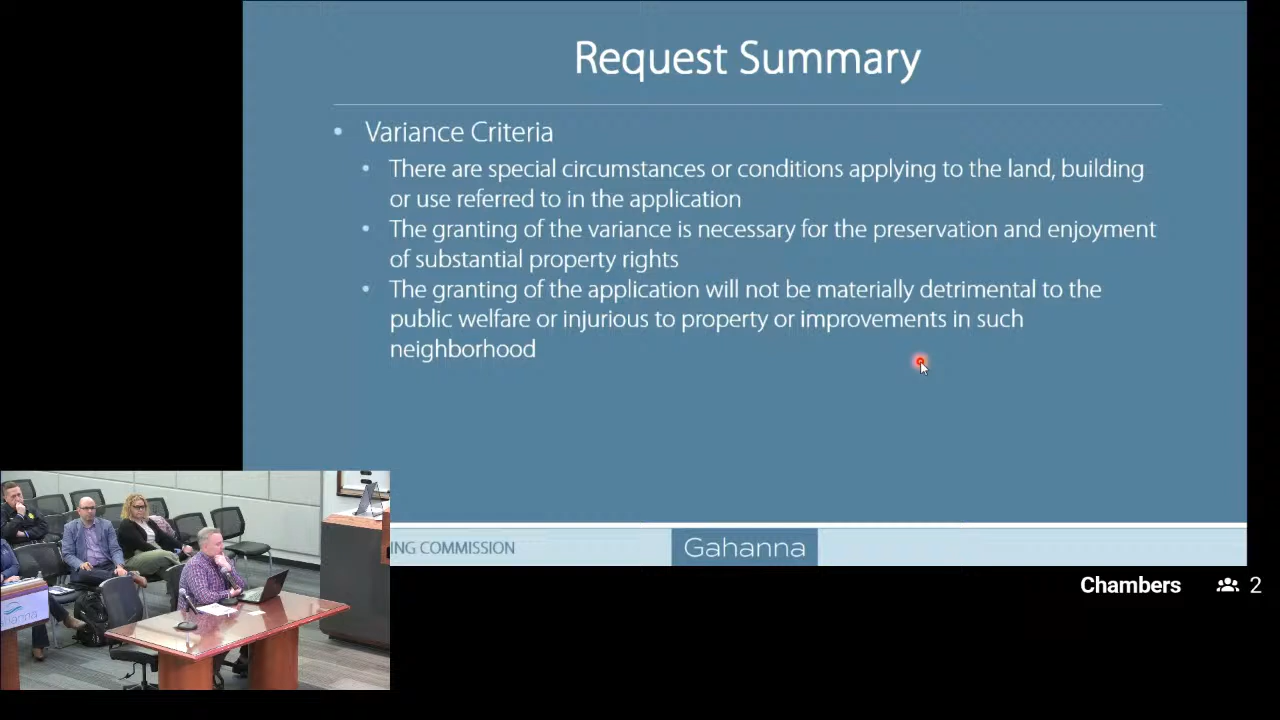 Request Summary
• Variance Criteria
• There are special circumstances or conditions applying to the land, building
or use referred to in the application
• The granting of the variance is necessary for the preservation and enjoyment
of substantial property rights
• The granting of the application will not be materially detrimental to the
public welfare or injurious to property or improvements in such
neighborhood
ING COMMISSION
Gahanna
Chambers 2